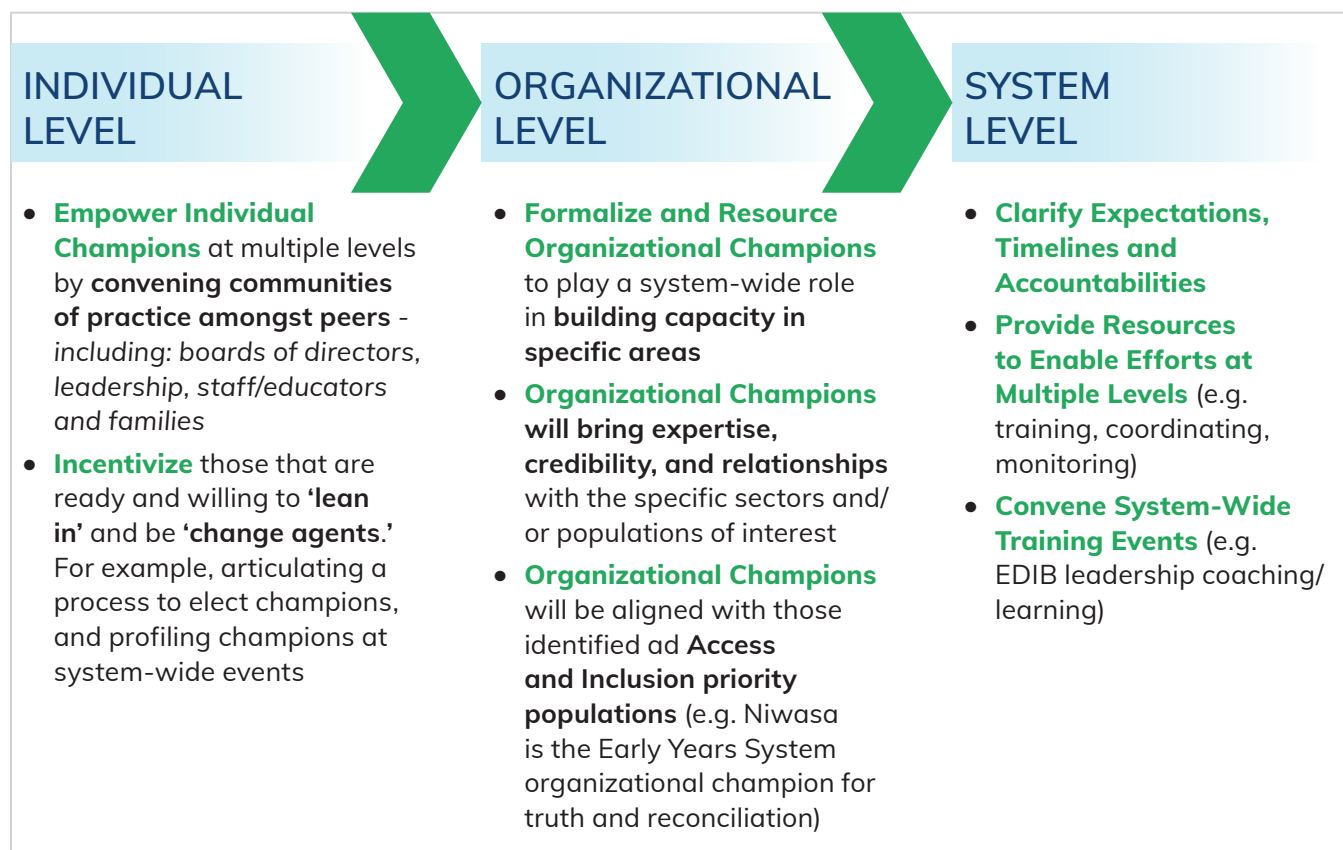 INDIVIDUAL
LEVEL
• Empower Individual
Champions at multiple levels
by convening communities
of practice amongst peers -
including: boards of directors,
leadership, staff/educators
and families
• Incentivize those that are
ready and willing to ‘lean
in’ and be ‘change agents.’
For example, articulating a
process to elect champions,
and profiling champions at
system-wide events
ORGANIZATIONAL
LEVEL
• Formalize and Resource
Organizational Champions
to play a system-wide role
in building capacity in
specific areas
• Organizational Champions
will bring expertise,
credibility, and relationships
with the specific sectors and/
or populations of interest
• Organizational Champions
will be aligned with those
identified ad Access
and Inclusion priority
populations (e.g. Niwasa
is the Early Years System
organizational champion for
truth and reconciliation)
SYSTEM
LEVEL
• Clarify Expectations,
Timelines and
Accountabilities
• Provide Resources
to Enable Efforts at
Multiple Levels (e.g.
training, coordinating,
monitoring)
• Convene System-Wide
Training Events (e.g.
EDIB leadership coaching/
learning)